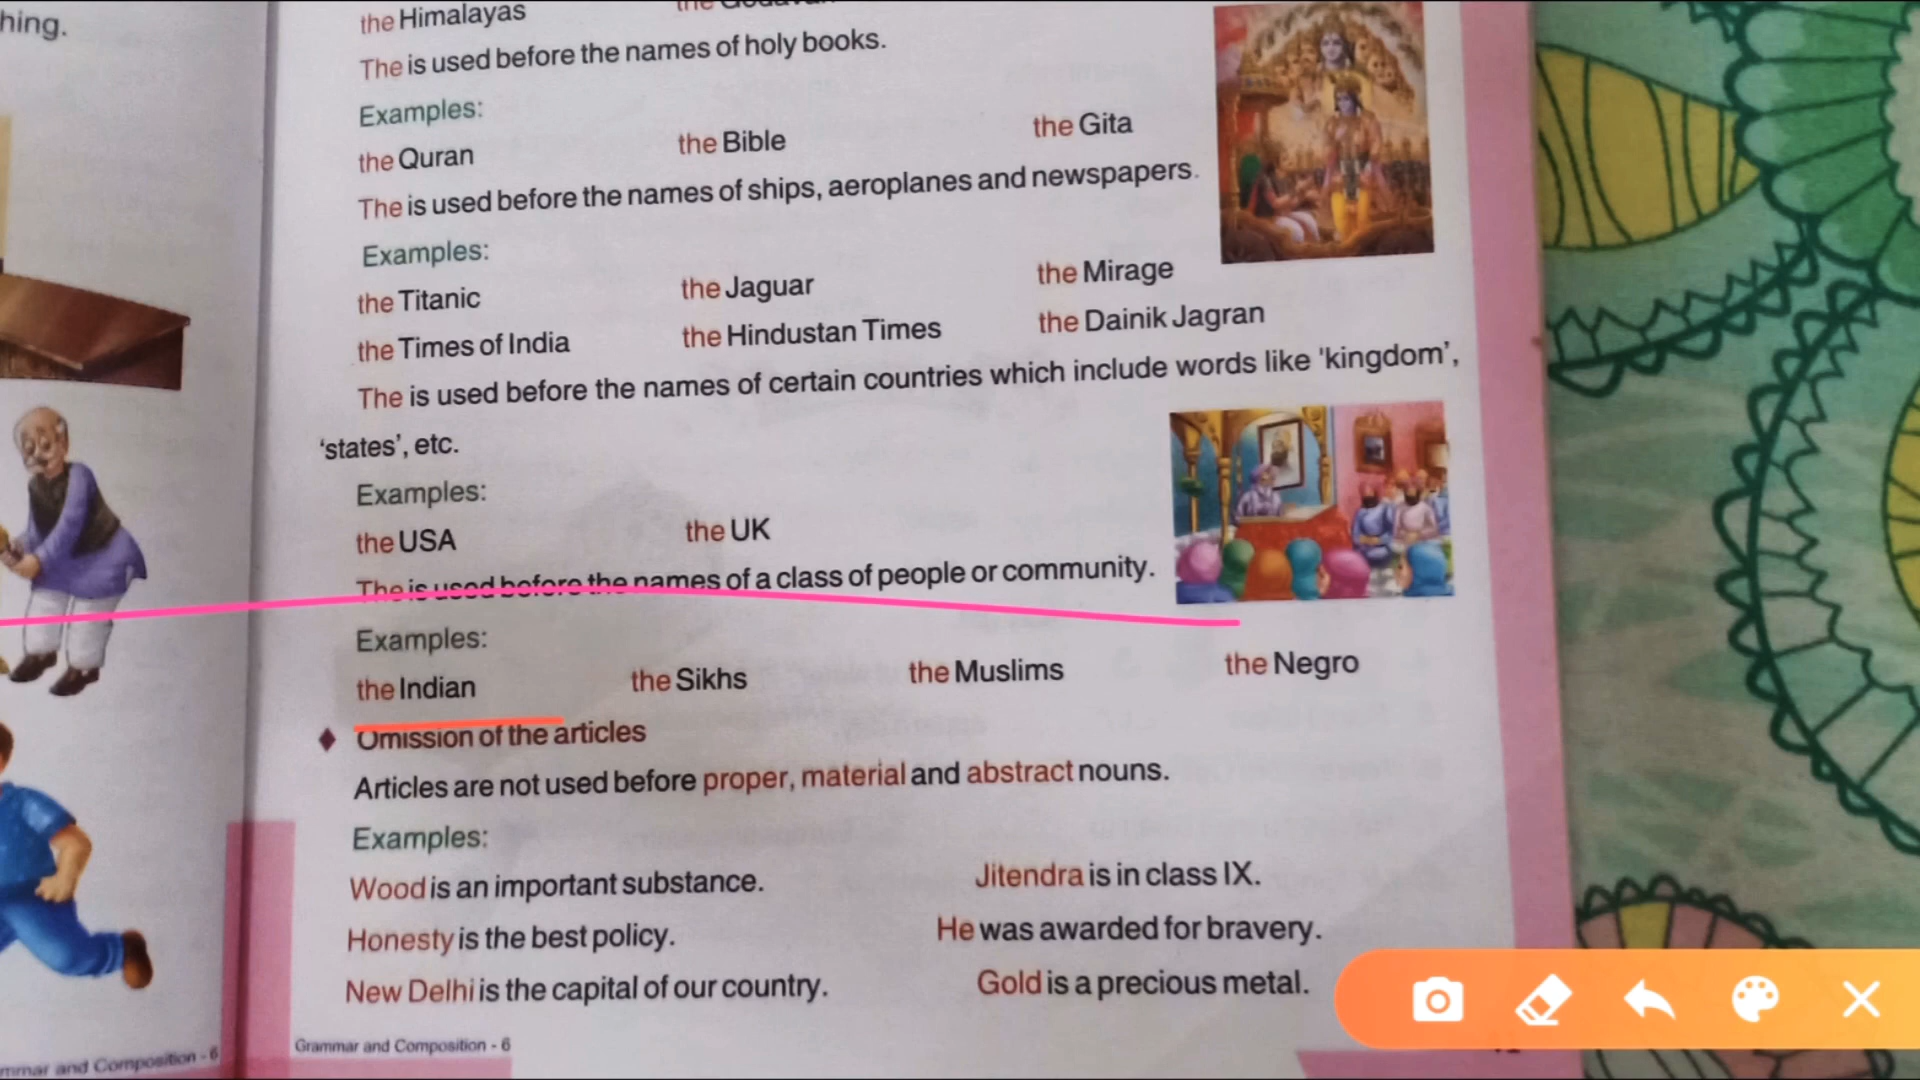 hing.
the Himalayas
The is used before the names of holy books.
Examples:
the Quran the Bible the Gita
The is used before the names of ships, aeroplanes and newspapers.
Examples:
the Titanic the Jaguar the Mirage
the Times of India the Hindustan Times the Dainik Jagran
The is used before the names of certain countries which include words like 'kingdom',
'states', etc.
Examples:
the USA the UK
The is used before the names of a class of people or community.
Examples:
the Indian the Sikhs the Muslims the Negro
Omission of the articles
Articles are not used before proper, material and abstract nouns.
Examples:
Wood is an important substance. Jitendra is in class IX.
Honesty is the best policy. He was awarded for bravery.
New Delhi is the capital of our country. Gold is a precious metal.
Grammar and Composition - 6
mmar and Composition - 6